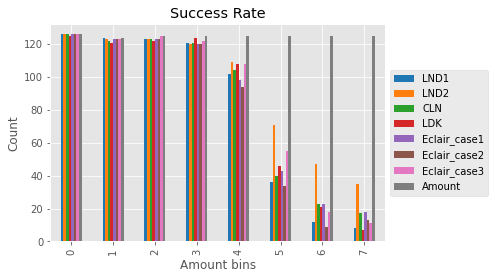 Success Rate
120
100
80
60
40
20
0
Count
0 1 2 3 4 5 6 7
Amount bins
LND1
LND2
CLN
LDK
Eclair_case1
Eclair_case2
Eclair_case3
Amount